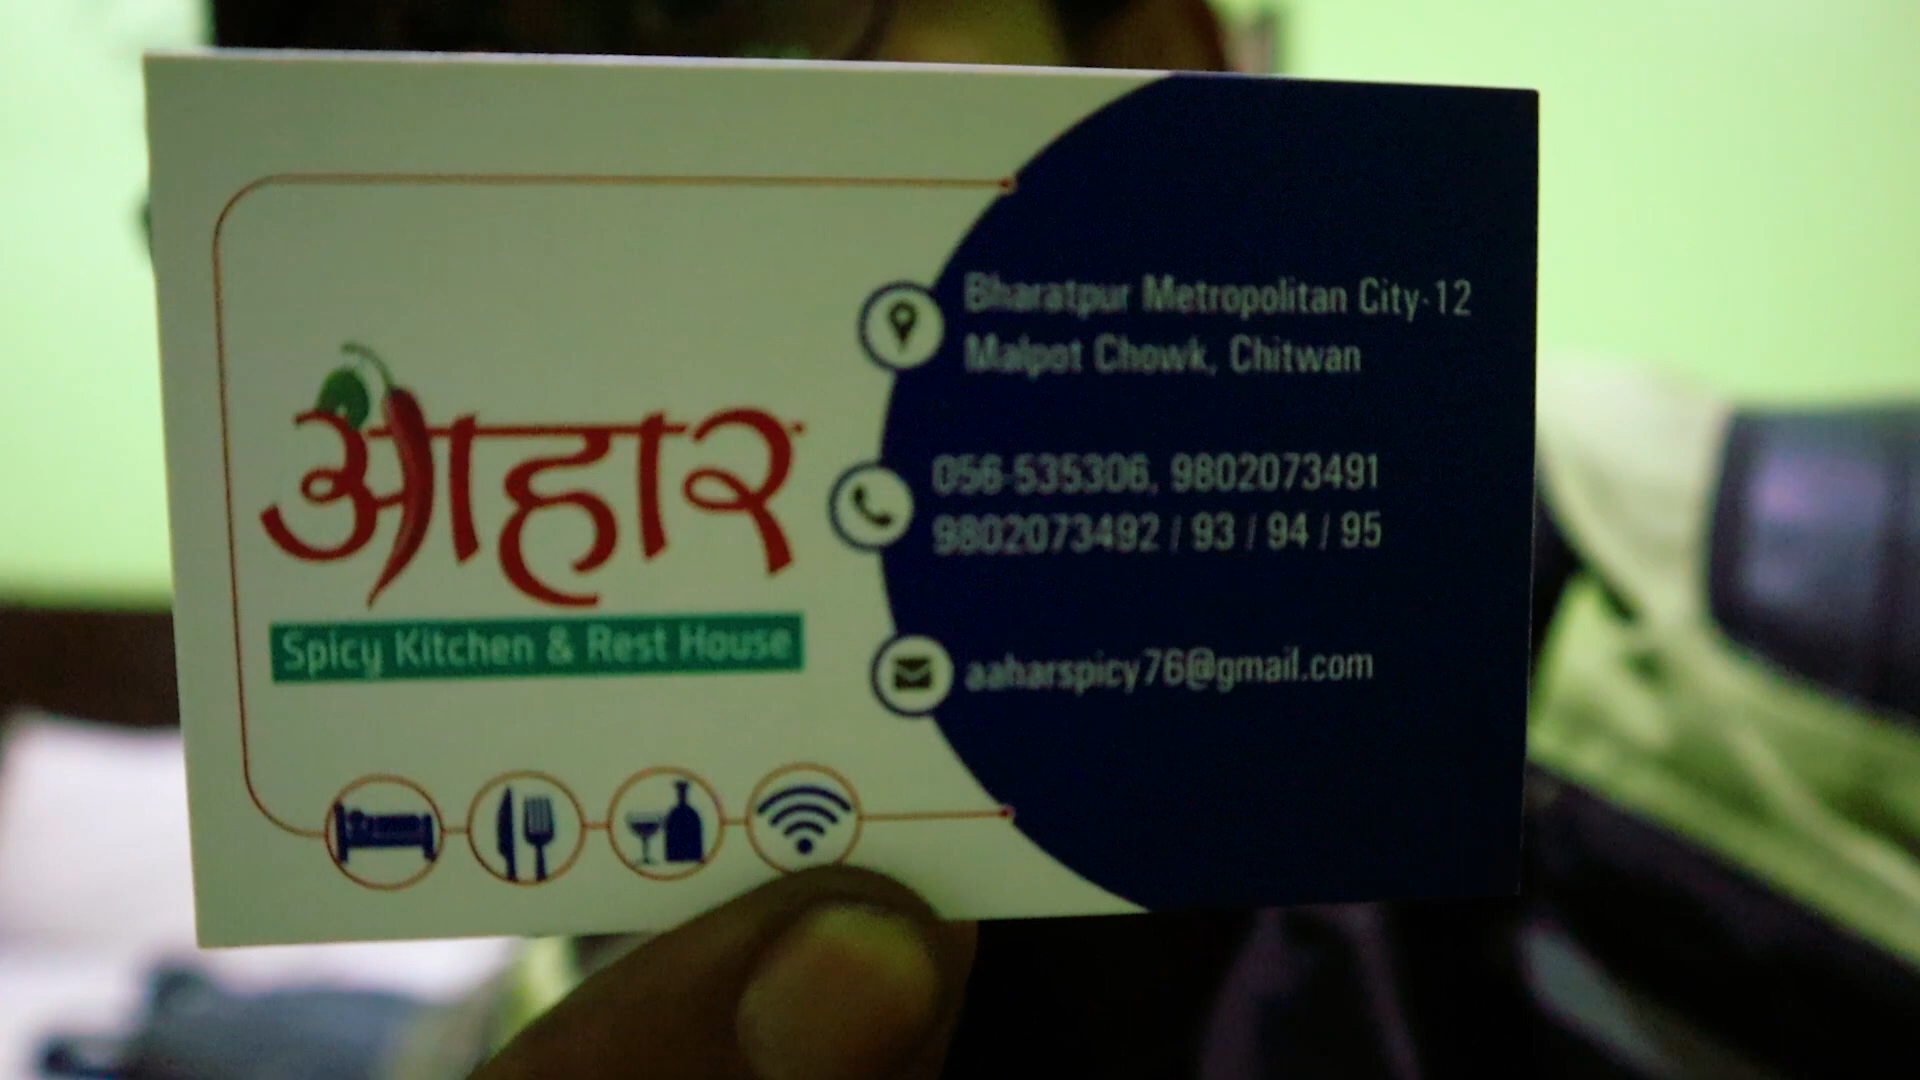 आहार
Spicy Kitchen & Rest House
Bharatpur Metropolitan City-12
Malpot Chowk, Chitwan
056-535306, 9802073491
9802073492 / 93 / 94 / 95
aaharspicy76@gmail.com